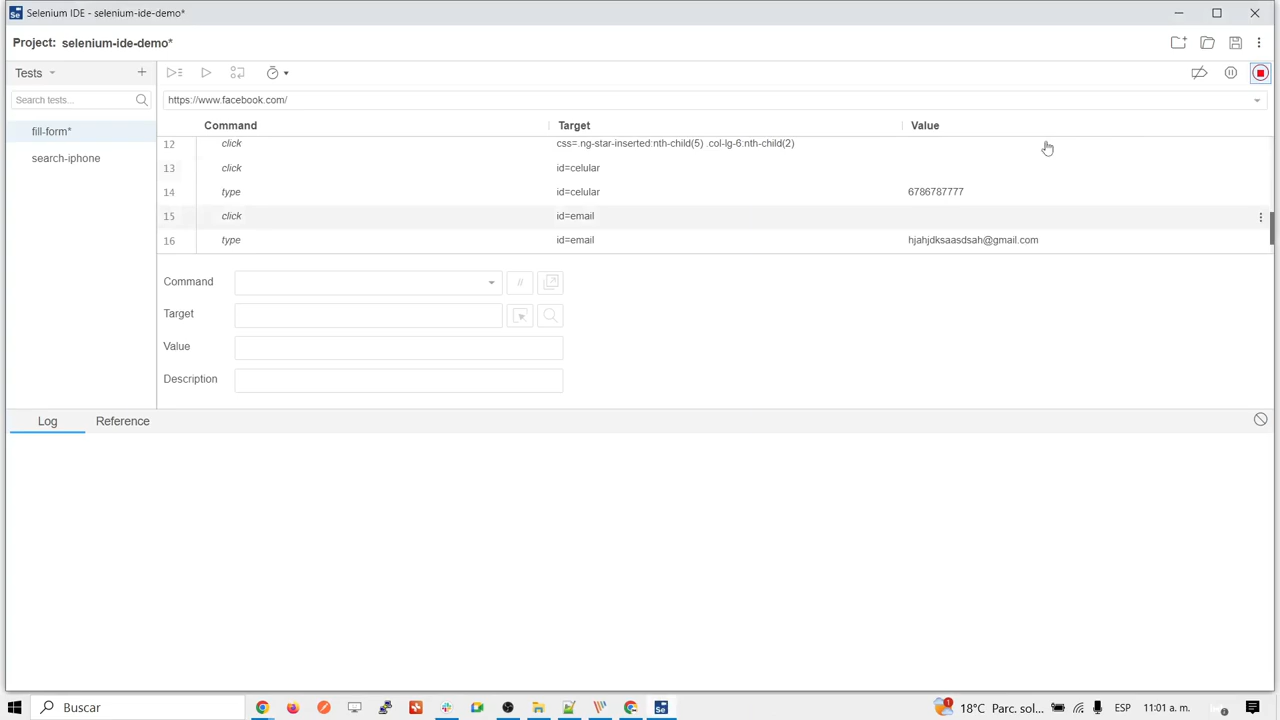 Selenium IDE - selenium-ide-demo*
Project: selenium-ide-demo*
Tests
Search tests...
https://www.facebook.com/
fill-form*
search-iphone
Command Target Value
12 click css=.ng-star-inserted:nth-child(5) .col-lg-6:nth-child(2)
13 click id=celular
14 type id=celular 6786787777
15 click id=email
16 type id=email hjahjdksaasdsah@gmail.com
Command
//
Target
Value
Description
Log Reference
Buscar
18°C Parc. sol... ESP 11:01 a. m.